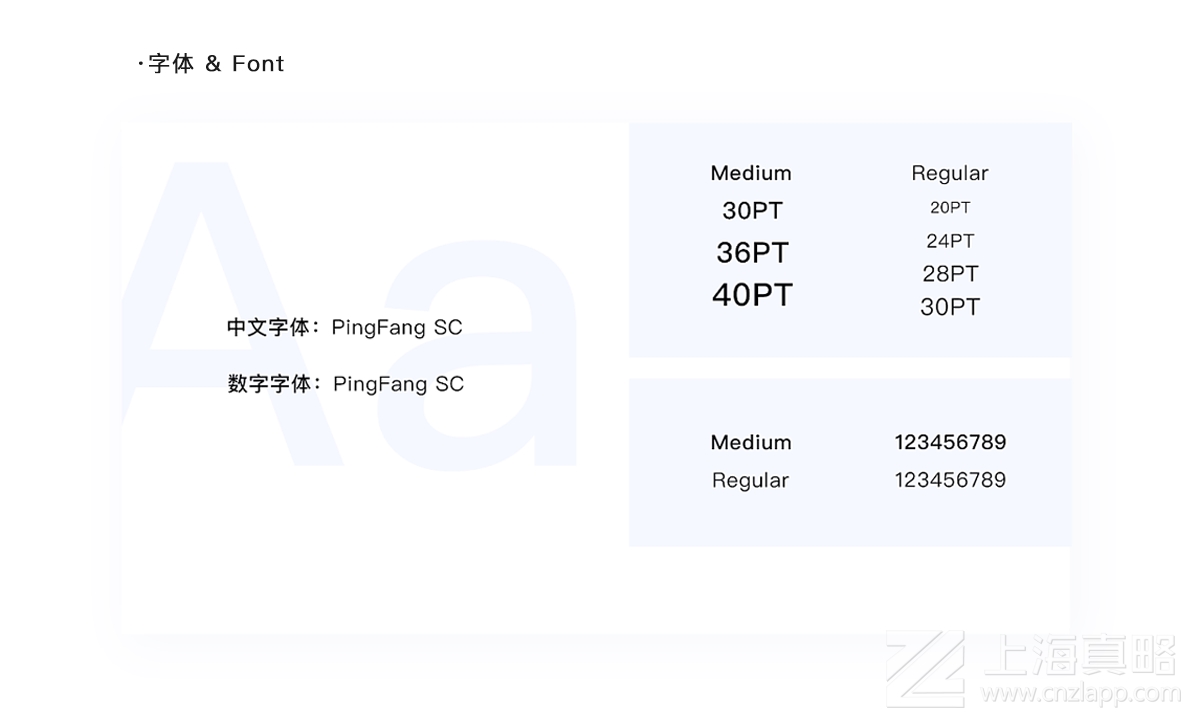 ·字体 & Font
Aa
中文字体：PingFang SC
数字字体：PingFang SC
Medium Regular
30PT 20PT
36PT 24PT
40PT 28PT
30PT
Medium 123456789
Regular 123456789
上海真略
www.cnzlapp.com